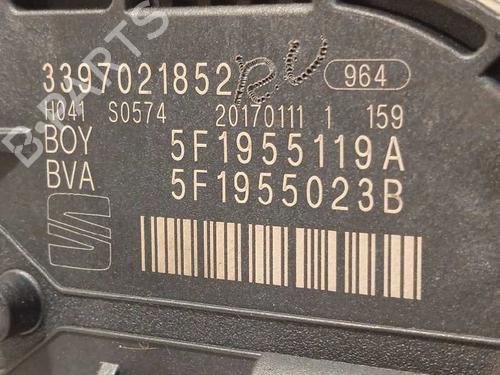 3397021852 R.U 964
H041 S0574 20170111 1 159
BOY 5F1955119A
BVA 5F1955023B
B-PARTS